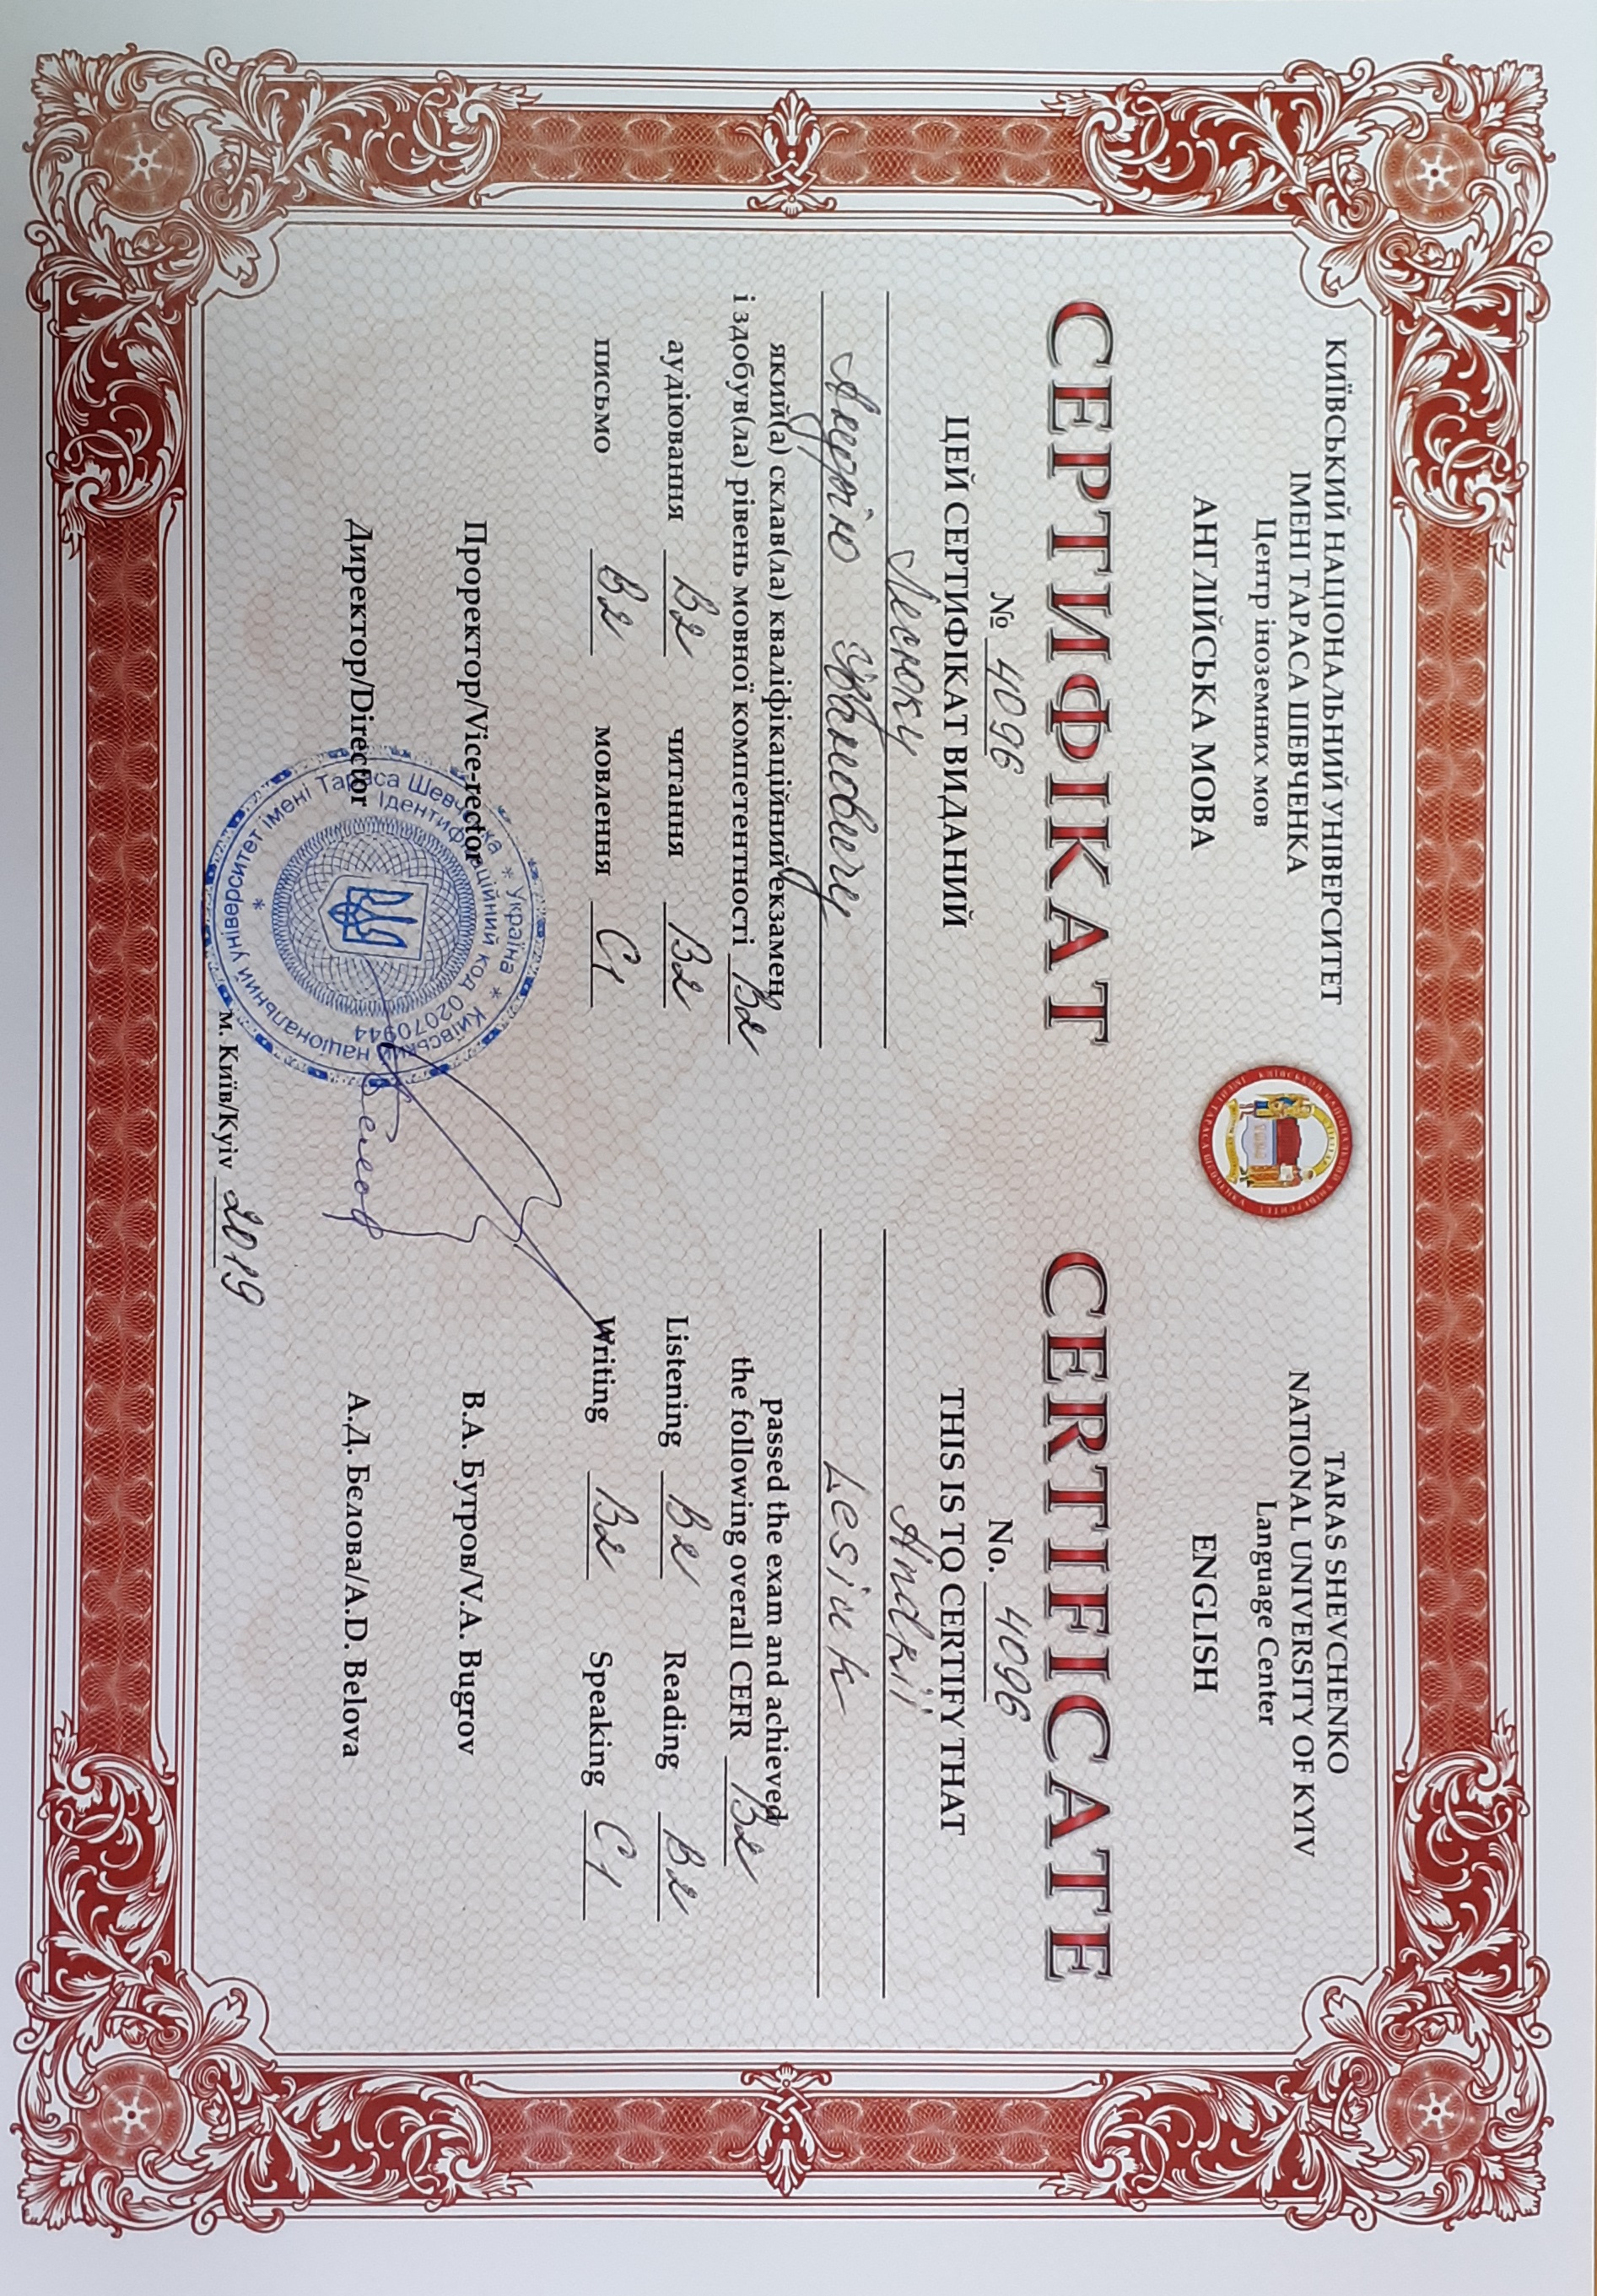 КИЇВСЬКИЙ НАЦІОНАЛЬНИЙ УНІВЕРСИТЕТ
ІМЕНІ ТАРАСА ШЕВЧЕНКА
Центр іноземних мов
АНГЛІЙСЬКА МОВА
СЕРТИФІКАТ
№ 4096
ЦЕЙ СЕРТИФІКАТ ВИДАНИЙ
Лесюку
Андрію Івановичу
який(а) склав(ла) кваліфікаційний екзамен
і здобув(ла) рівень мовної компетентності B2
аудіювання B2 читання B2
письмо B2 мовлення C1
TARAS SHEVCHENKO
NATIONAL UNIVERSITY OF KYIV
Language Center
ENGLISH
CERTIFICATE
No. 4096
THIS IS TO CERTIFY THAT
Andrii
Lesiuk
passed the exam and achieved
the following overall CEFR B2
Listening B2 Reading B2
Writing B2 Speaking C1
Проректор/Vice-rector В.А. Бугров/V.A. Bugrov
Директор/Director А.Д. Бєлова/A.D. Belova
м. Київ/Kyiv 2019
* Україна * Київський національний університет імені Тараса Шевченка
Ідентифікаційний код 02070944